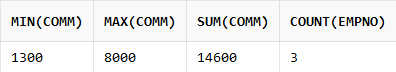 MIN(COMM) MAX(COMM) SUM(COMM) COUNT(EMPNO)
1300 8000 14600 3